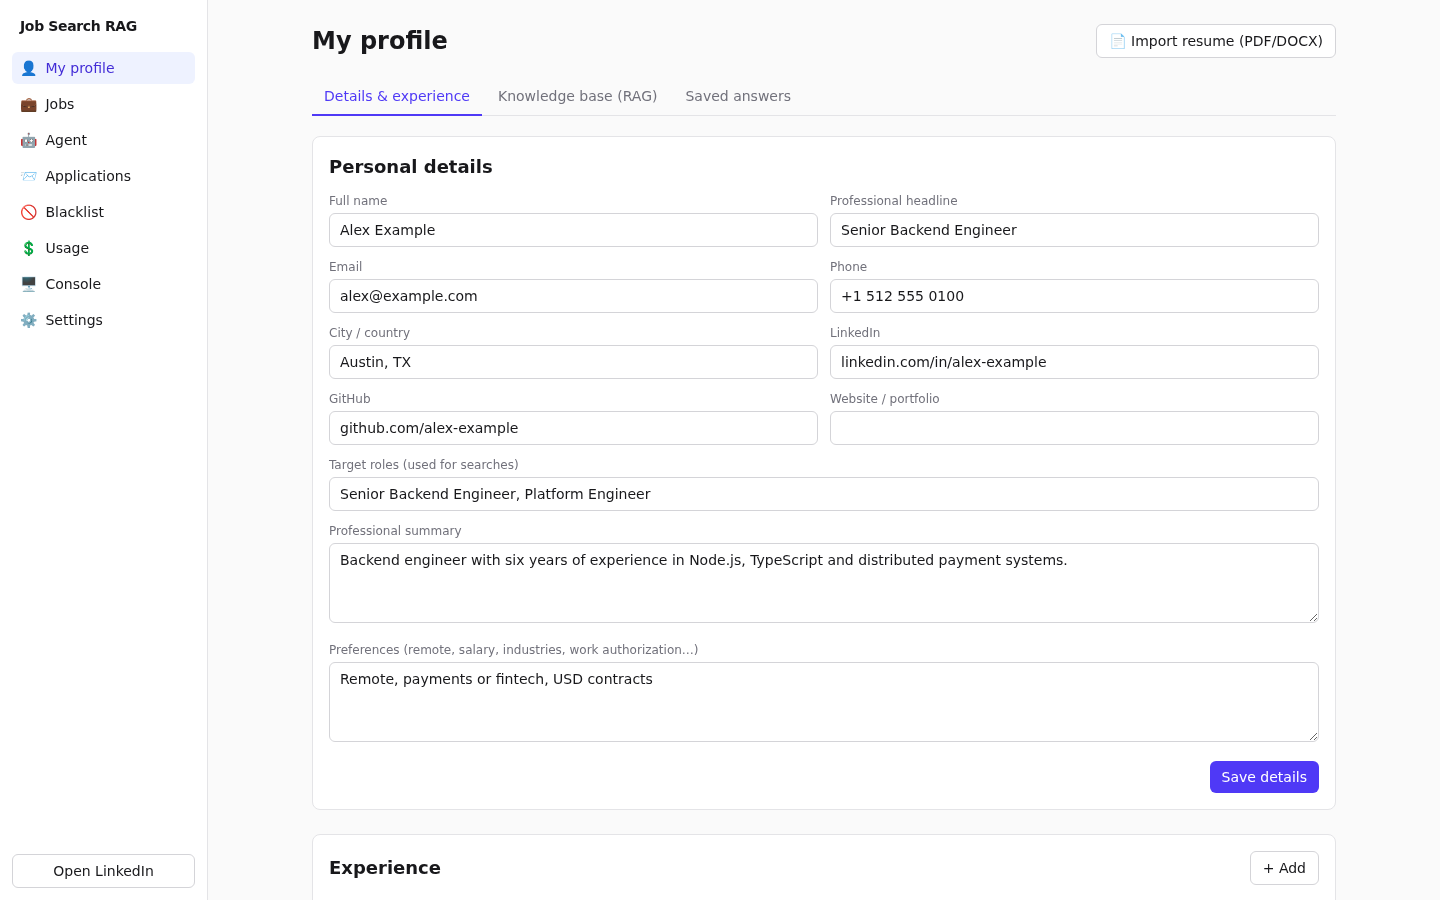 Job Search RAG
My profile
Jobs
Agent
Applications
Blacklist
Usage
Console
Settings
Open LinkedIn
My profile
Import resume (PDF/DOCX)
Details & experience
Knowledge base (RAG)
Saved answers
Personal details
Full name
Alex Example
Professional headline
Senior Backend Engineer
Email
alex@example.com
Phone
+1 512 555 0100
City / country
Austin, TX
LinkedIn
linkedin.com/in/alex-example
GitHub
github.com/alex-example
Website / portfolio
Target roles (used for searches)
Senior Backend Engineer, Platform Engineer
Professional summary
Backend engineer with six years of experience in Node.js, TypeScript and distributed payment systems.
Preferences (remote, salary, industries, work authorization...)
Remote, payments or fintech, USD contracts
Save details
Experience
+ Add